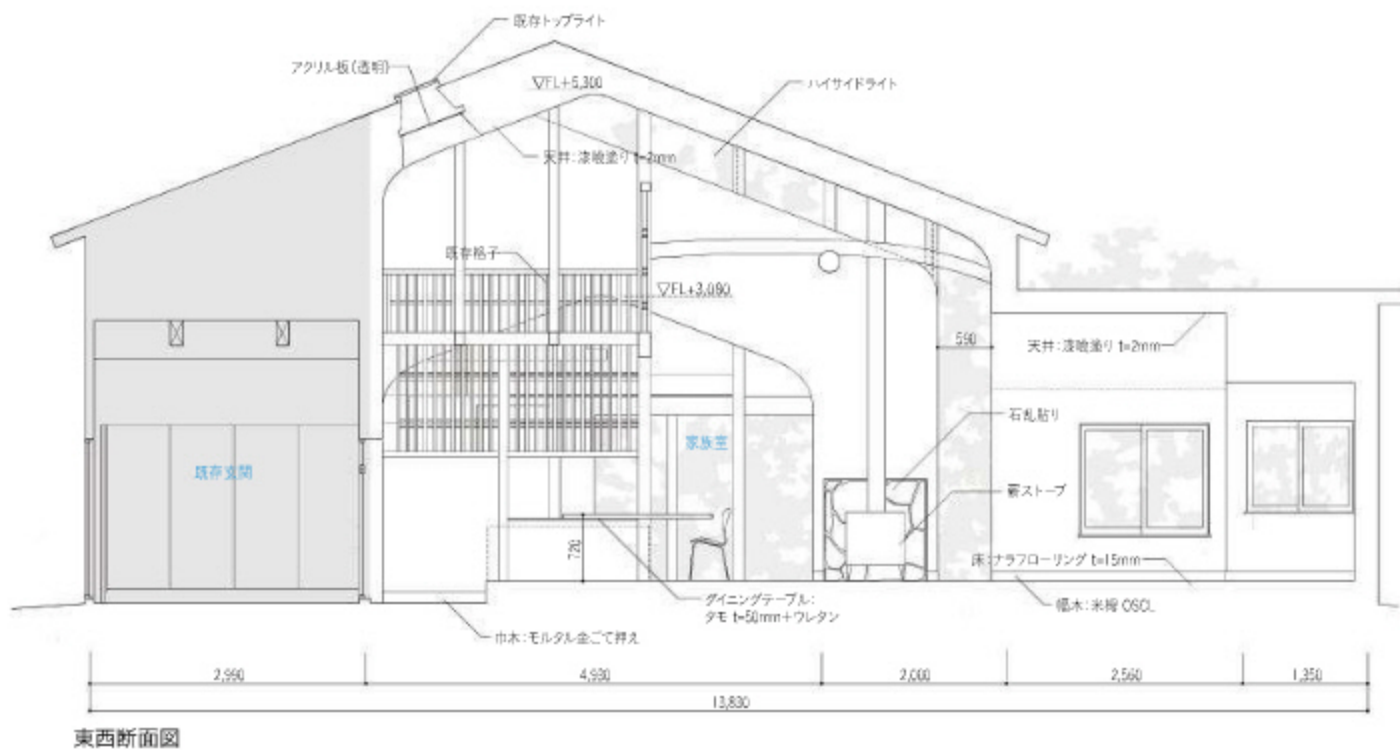 既存トップライト
アクリル板(透明)
▽FL+5,300
ハイサイドライト
天井:漆喰塗り t=2mm
既存格子
▽FL+3,080
590
天井:漆喰塗り t=2mm
石乱貼り
家族室
既存玄関
薪ストーブ
720
床:ナラフローリング t=15mm
ダイニングテーブル:
タモ t=50mm+ウレタン
幅木:米栂 OSCL
巾木:モルタル金ごて押え
2,990
4,930
2,000
2,560
1,350
13,830
東西断面図